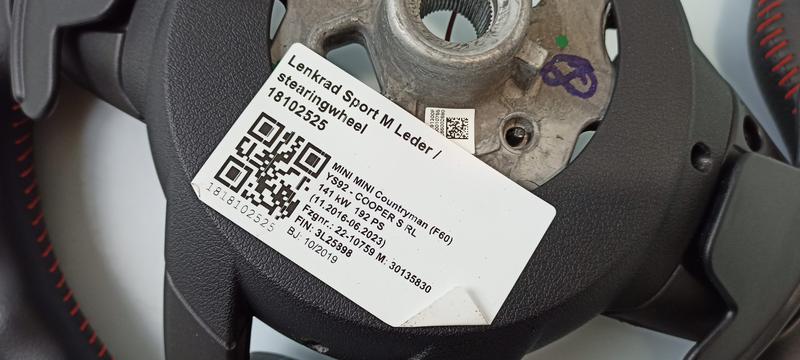 Lenkrad Sport M Leder /
stearingwheel
18102525
1818102525
MINI MINI Countryman (F60)
YS92 - COOPER S RL
141 kW 192 PS
(11.2016-06.2023)
Fzgnr.: 22-10759 M: 30135830
FIN: 3L25898
BJ: 10/2019